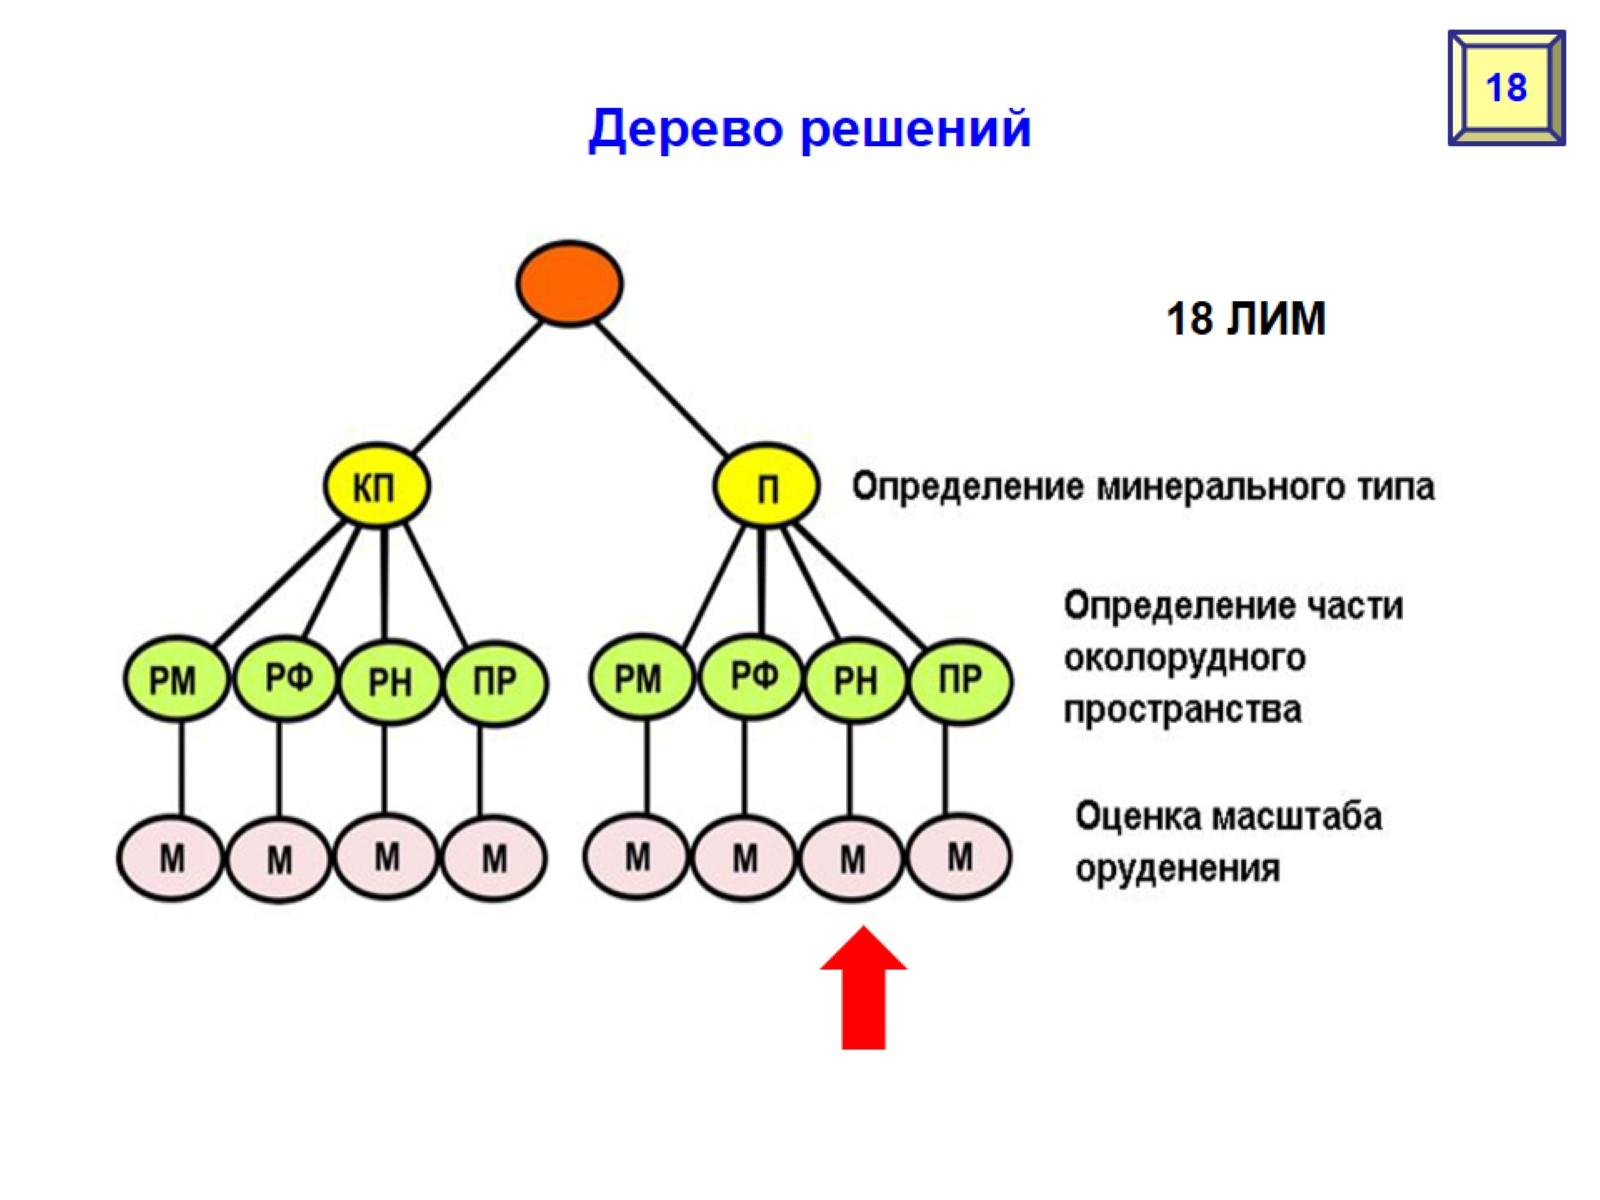 18
Дерево решений
18 ЛИМ
КП П Определение минерального типа
Определение части
околорудного
пространства
РМ РФ РН ПР РМ РФ РН ПР
Оценка масштаба
оруденения
М М М М М М М М